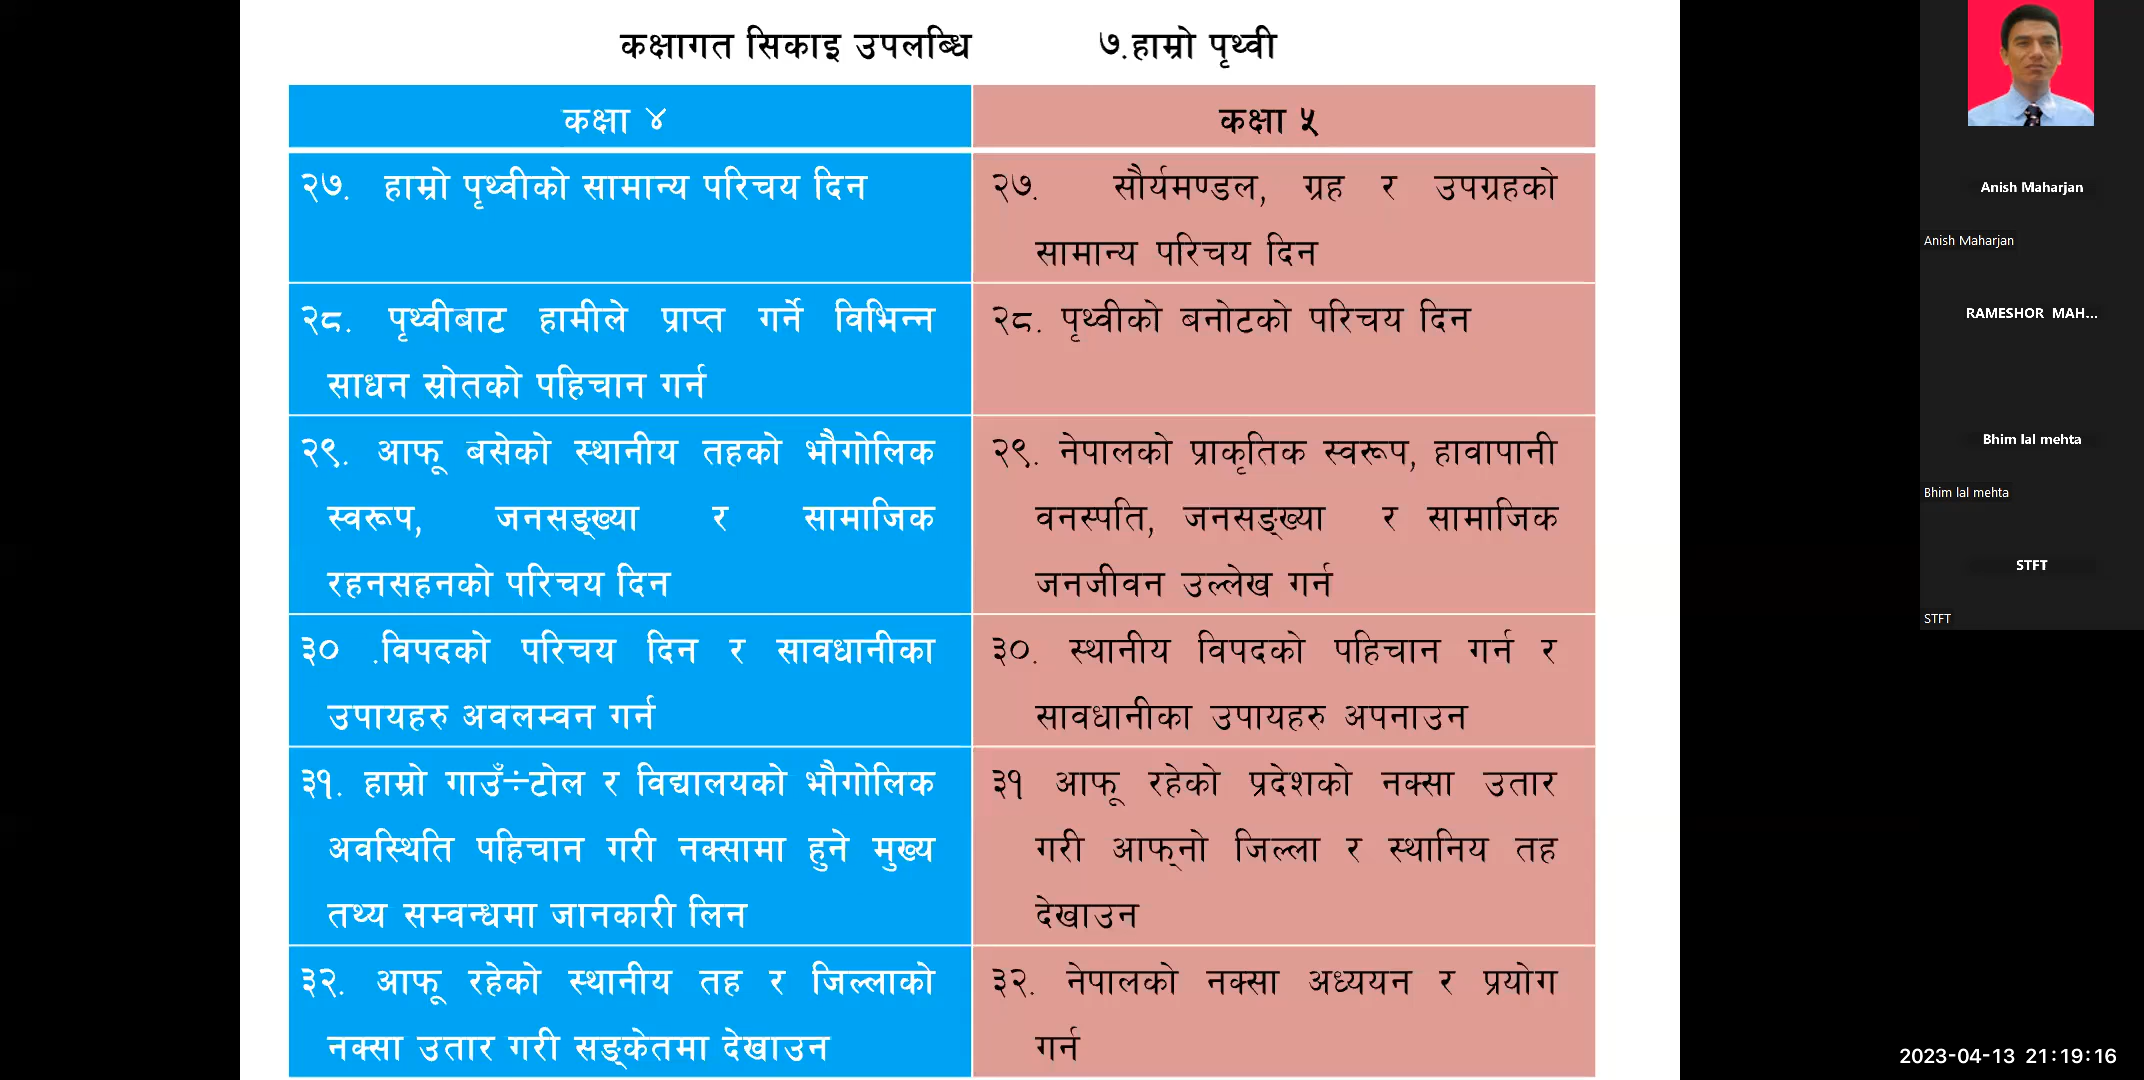 कक्षागत सिकाइ उपलब्धि ७.हाम्रो पृथ्वी
कक्षा ४
२७. हाम्रो पृथ्वीको सामान्य परिचय दिन
२८. पृथ्वीबाट हामीले प्राप्त गर्ने विभिन्न
साधन स्रोतको पहिचान गर्न
२९. आफू बसेको स्थानीय तहको भौगोलिक
स्वरूप, जनसङ्ख्या र सामाजिक
रहनसहनको परिचय दिन
३० .विपदको परिचय दिन र सावधानीका
उपायहरु अवलम्वन गर्न
३१. हाम्रो गाउँ÷टोल र विद्यालयको भौगोलिक
अवस्थिति पहिचान गरी नक्सामा हुने मुख्य
तथ्य सम्वन्धमा जानकारी लिन
३२. आफू रहेको स्थानीय तह र जिल्लाको
नक्सा उतार गरी सङ्केतमा देखाउन
कक्षा ५
२७. सौर्यमण्डल, ग्रह र उपग्रहको
सामान्य परिचय दिन
२८. पृथ्वीको बनोटको परिचय दिन
२९. नेपालको प्राकृतिक स्वरूप, हावापानी
वनस्पति, जनसङ्ख्या र सामाजिक
जनजीवन उल्लेख गर्न
३०. स्थानीय विपदको पहिचान गर्न र
सावधानीका उपायहरु अपनाउन
३१ आफू रहेको प्रदेशको नक्सा उतार
गरी आफ्नो जिल्ला र स्थानिय तह
देखाउन
३२. नेपालको नक्सा अध्ययन र प्रयोग
गर्न
Anish Maharjan
Anish Maharjan
RAMESHOR MAH...
Bhim lal mehta
Bhim lal mehta
STFT
STFT
2023-04-13 21:19:16